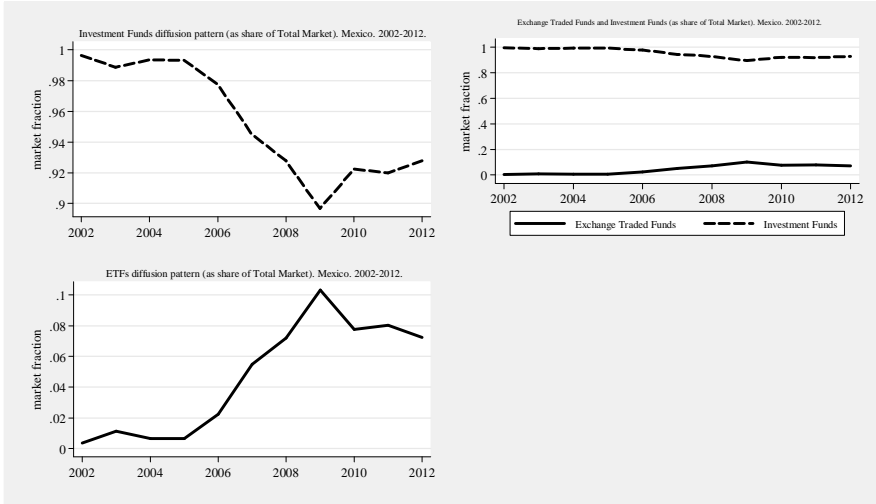 Investment Funds diffusion pattern (as share of Total Market). Mexico. 2002-2012.
market fraction
1
.98
.96
.94
.92
.9
2002 2004 2006 2008 2010 2012
Exchange Traded Funds and Investment Funds (as share of Total Market). Mexico. 2002-2012.
market fraction
1
.8
.6
.4
.2
0
2002 2004 2006 2008 2010 2012
Exchange Traded Funds Investment Funds
ETFs diffusion pattern (as share of Total Market). Mexico. 2002-2012.
market fraction
.1
.08
.06
.04
.02
0
2002 2004 2006 2008 2010 2012